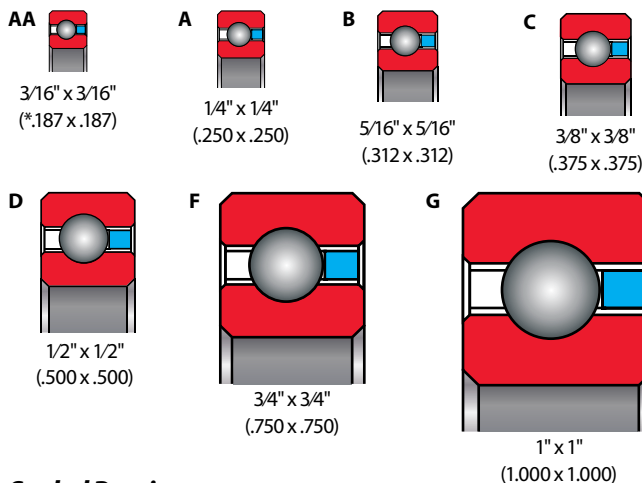 AA
A
B
C
3⁄16" x 3⁄16"
(*.187 x .187)
1⁄4" x 1⁄4"
(.250 x .250)
5⁄16" x 5⁄16"
(.312 x .312)
3⁄8" x 3⁄8"
(.375 x .375)
D
F
G
1⁄2" x 1⁄2"
(.500 x .500)
3⁄4" x 3⁄4"
(.750 x .750)
1" x 1"
(1.000 x 1.000)